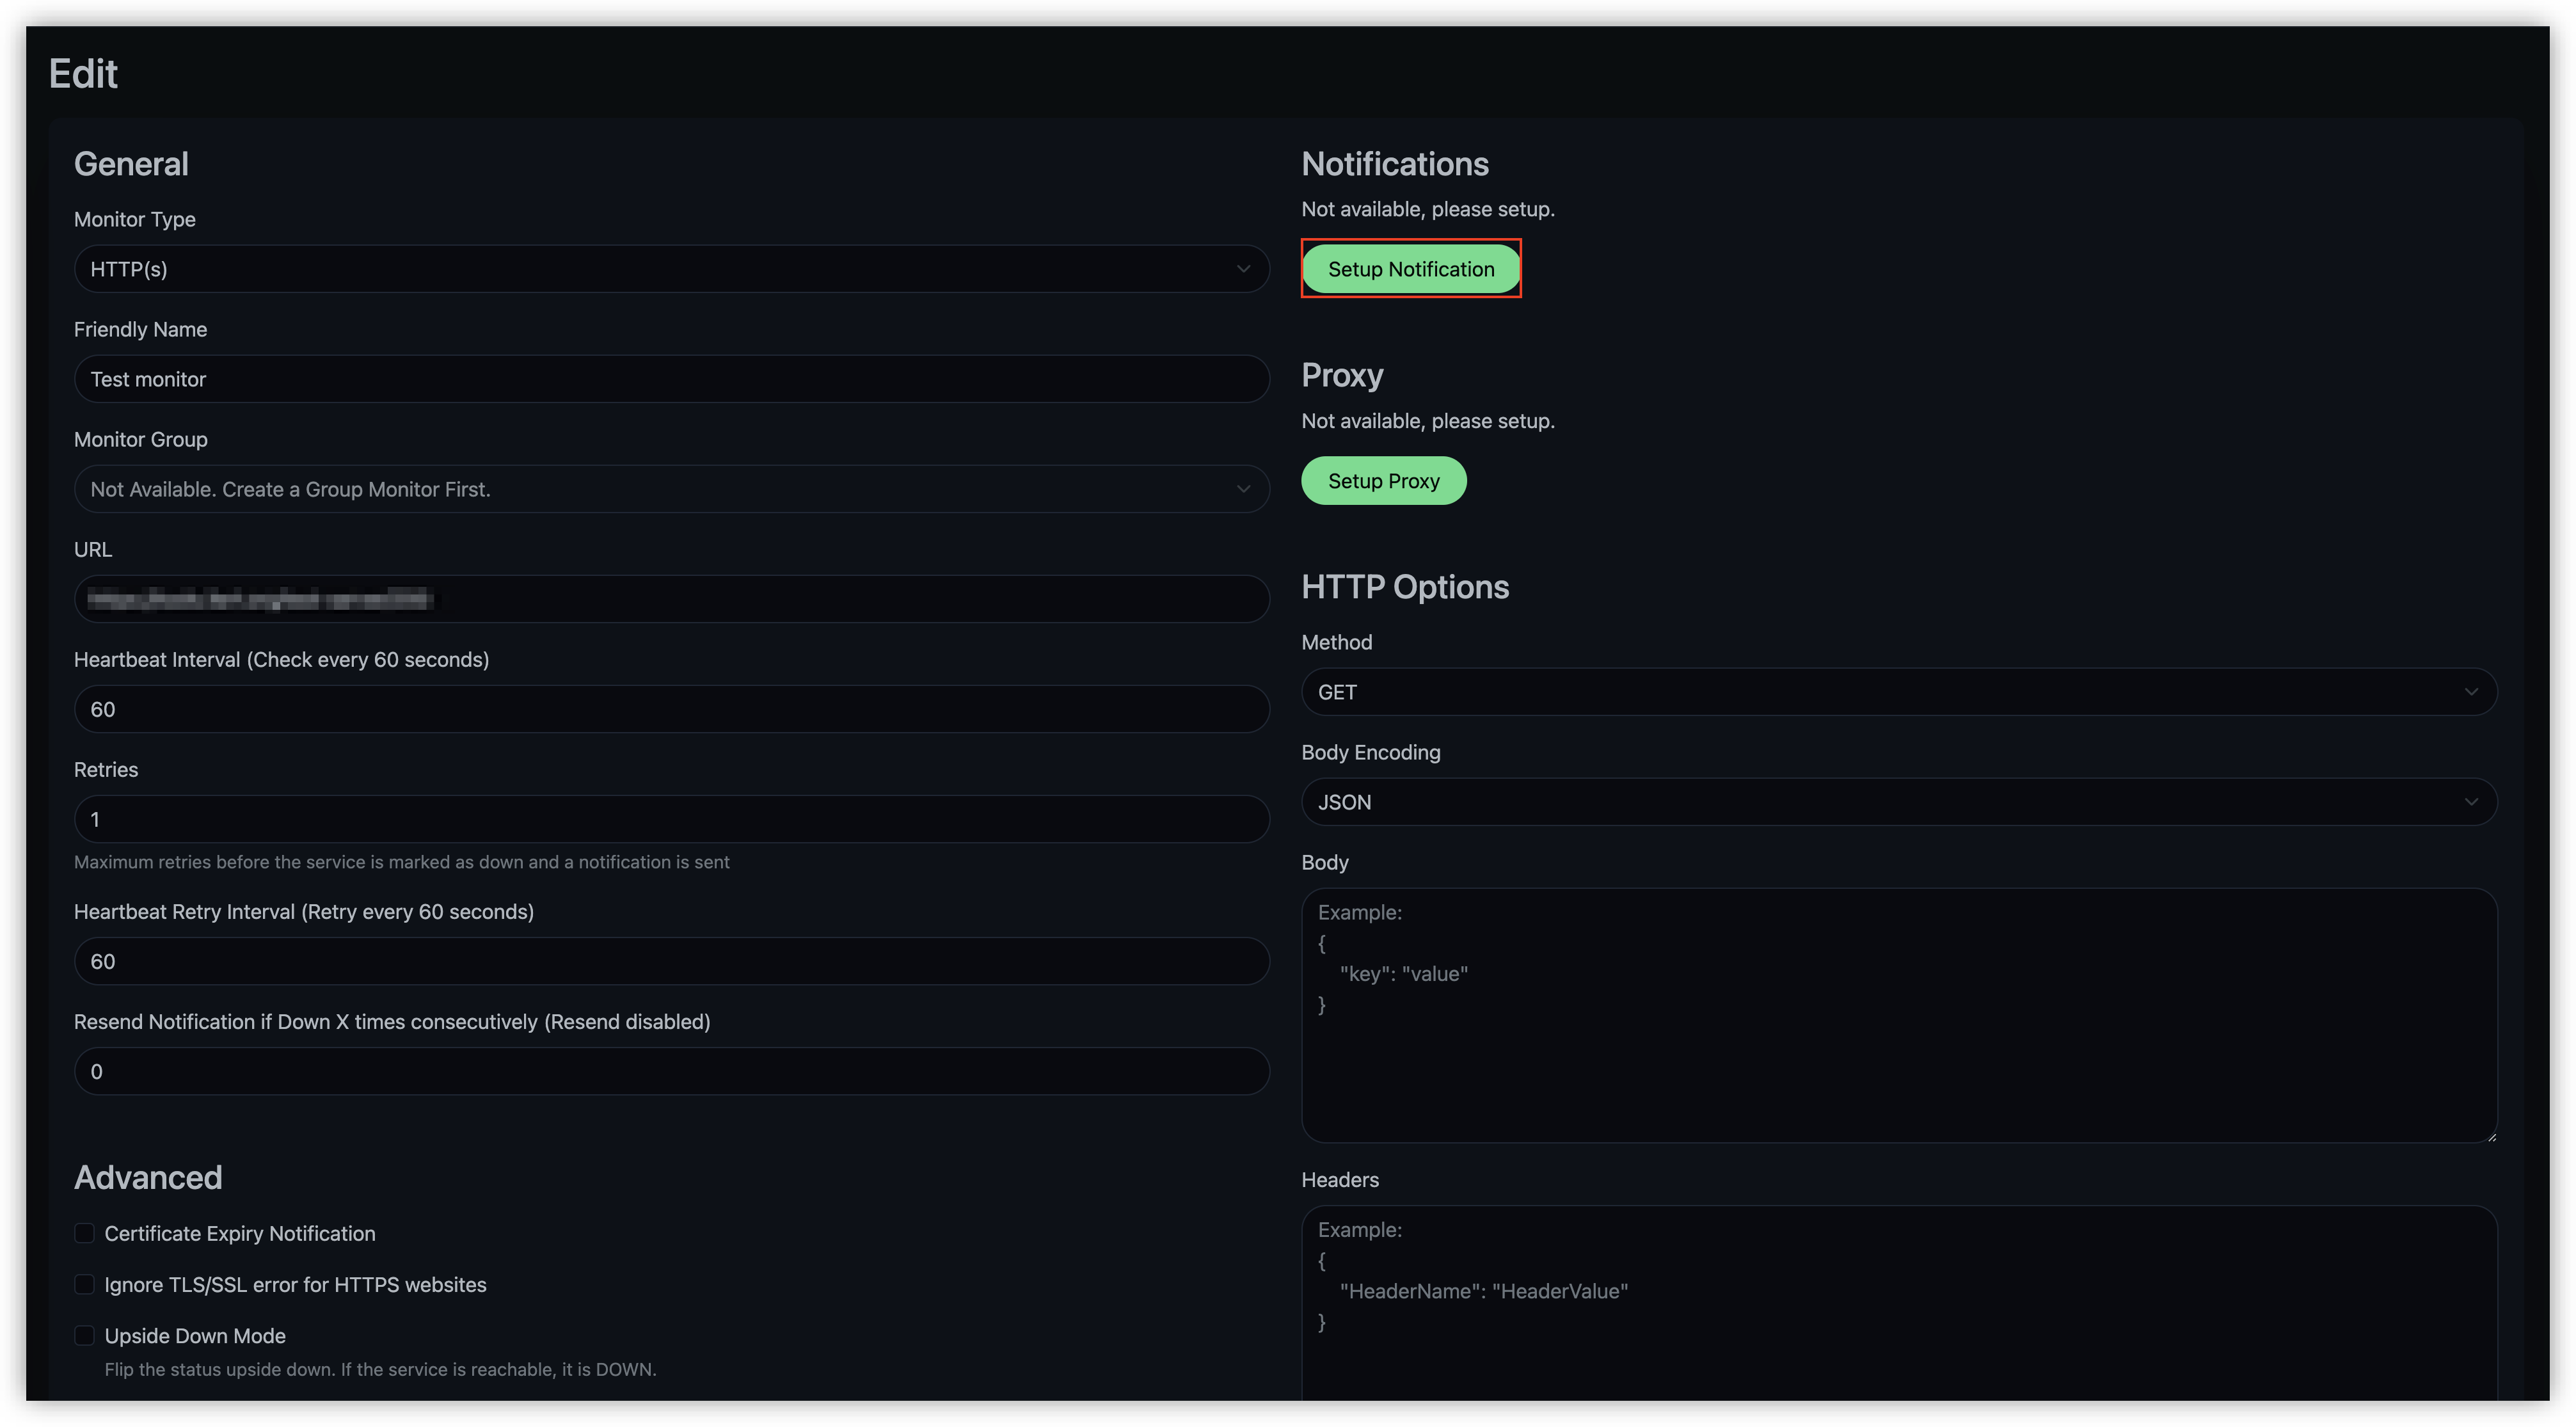 Edit
General
Monitor Type
HTTP(s)
Friendly Name
Test monitor
Monitor Group
Not Available. Create a Group Monitor First.
URL
Heartbeat Interval (Check every 60 seconds)
60
Retries
1
Maximum retries before the service is marked as down and a notification is sent
Heartbeat Retry Interval (Retry every 60 seconds)
60
Resend Notification if Down X times consecutively (Resend disabled)
0
Advanced
Certificate Expiry Notification
Ignore TLS/SSL error for HTTPS websites
Upside Down Mode
Flip the status upside down. If the service is reachable, it is DOWN.
Notifications
Not available, please setup.
Setup Notification
Proxy
Not available, please setup.
Setup Proxy
HTTP Options
Method
GET
Body Encoding
JSON
Body
Example:
{
"key": "value"
}
Headers
Example:
{
"HeaderName": "HeaderValue"
}